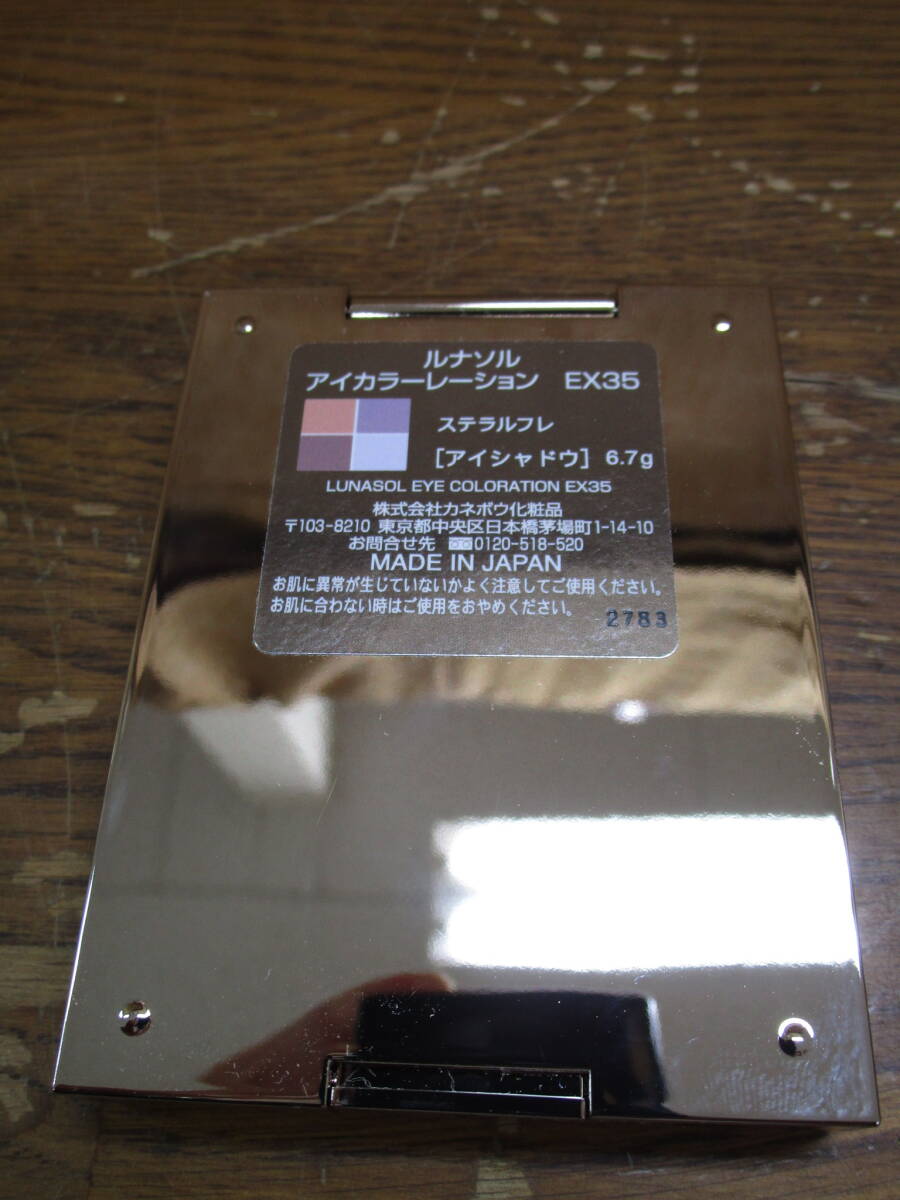 ルナソル
アイカラーレーション EX35
ステラルフレ
[アイシャドウ] 6.7g
LUNASOL EYE COLORATION EX35
株式会社カネボウ化粧品
〒103-8210 東京都中央区日本橋茅場町1-14-10
お問合せ先 0120-518-520
MADE IN JAPAN
お肌に異常が生じていないかよく注意してご使用ください。
お肌に合わない時はご使用をおやめください。 2783